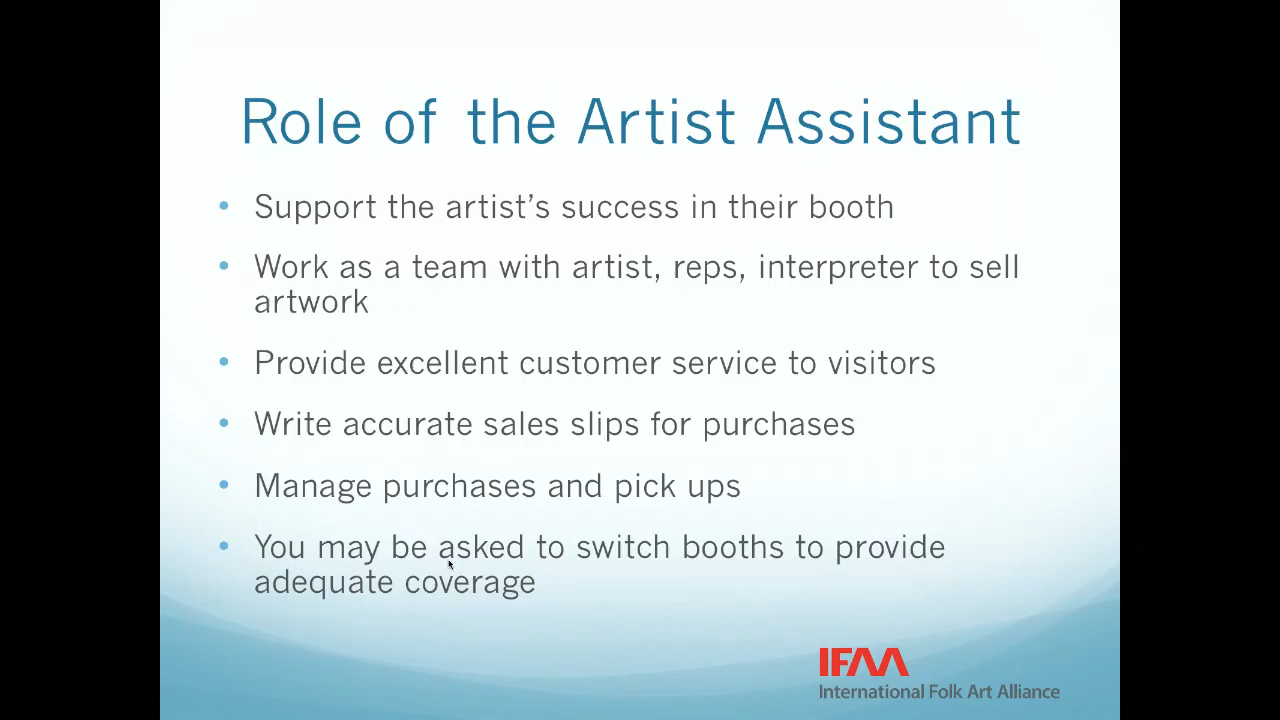 Role of the Artist Assistant
• Support the artist’s success in their booth
• Work as a team with artist, reps, interpreter to sell
artwork
• Provide excellent customer service to visitors
• Write accurate sales slips for purchases
• Manage purchases and pick ups
• You may be asked to switch booths to provide
adequate coverage
IFAA
International Folk Art Alliance